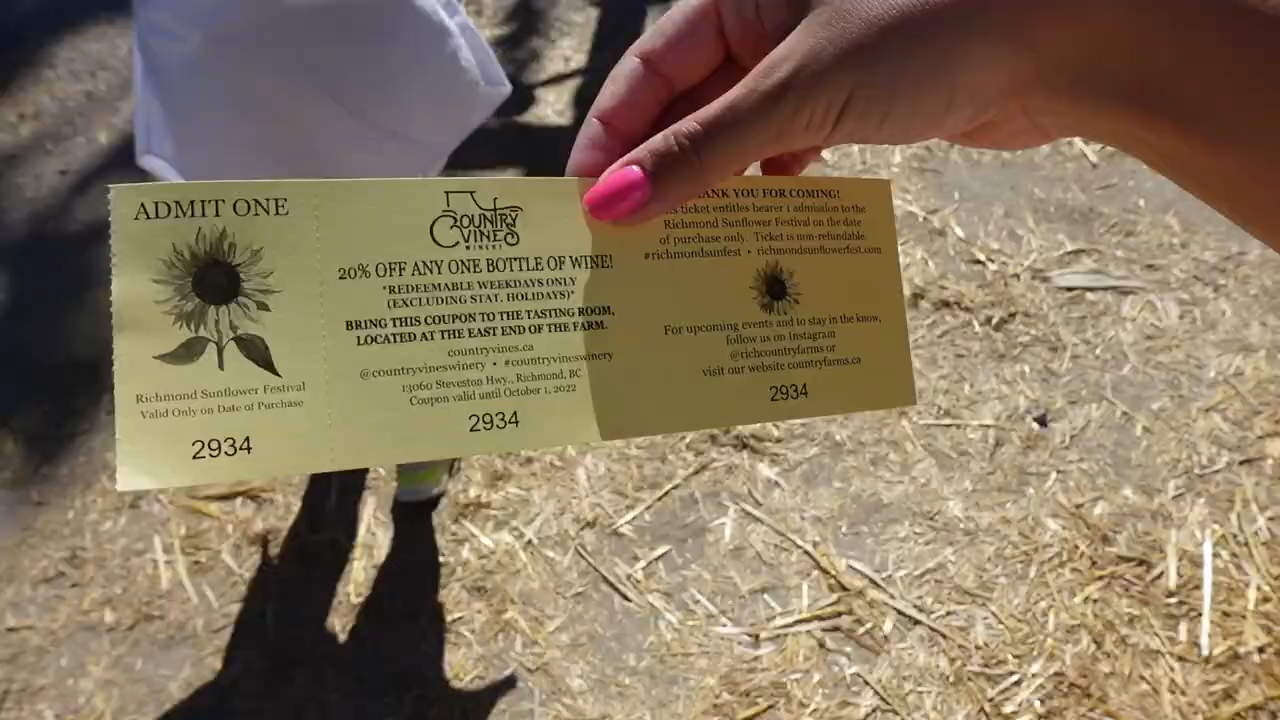 ADMIT ONE
Richmond Sunflower Festival
Valid Only on Date of Purchase
2934
COUNTRY
VINES
WINERY
20% OFF ANY ONE BOTTLE OF WINE!
*REDEEMABLE WEEKDAYS ONLY
(EXCLUDING STAT. HOLIDAYS)*
BRING THIS COUPON TO THE TASTING ROOM,
LOCATED AT THE EAST END OF THE FARM.
countryvines.ca
@countryvineswinery • #countryvineswinery
13060 Steveston Hwy., Richmond, BC
Coupon valid until October 1, 2022
2934
YOU FOR COMING!
ticket entitles bearer 1 admission to the
Richmond Sunflower Festival on the date
of purchase only. Ticket is non-refundable.
#richmondsunfest • richmondsunflowerfest.com
For upcoming events and to stay in the know,
follow us on Instagram
@richcountryfarms or
visit our website countryfarms.ca
2934